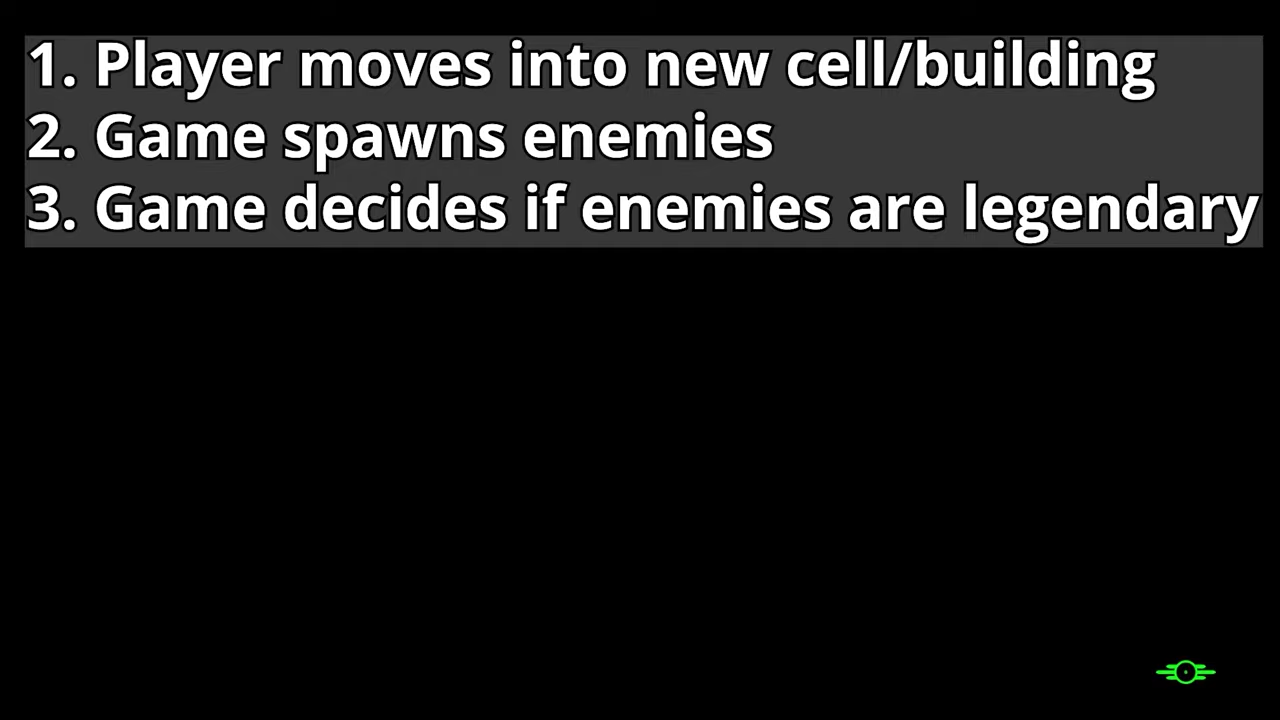 1. Player moves into new cell/building
2. Game spawns enemies
3. Game decides if enemies are legendary